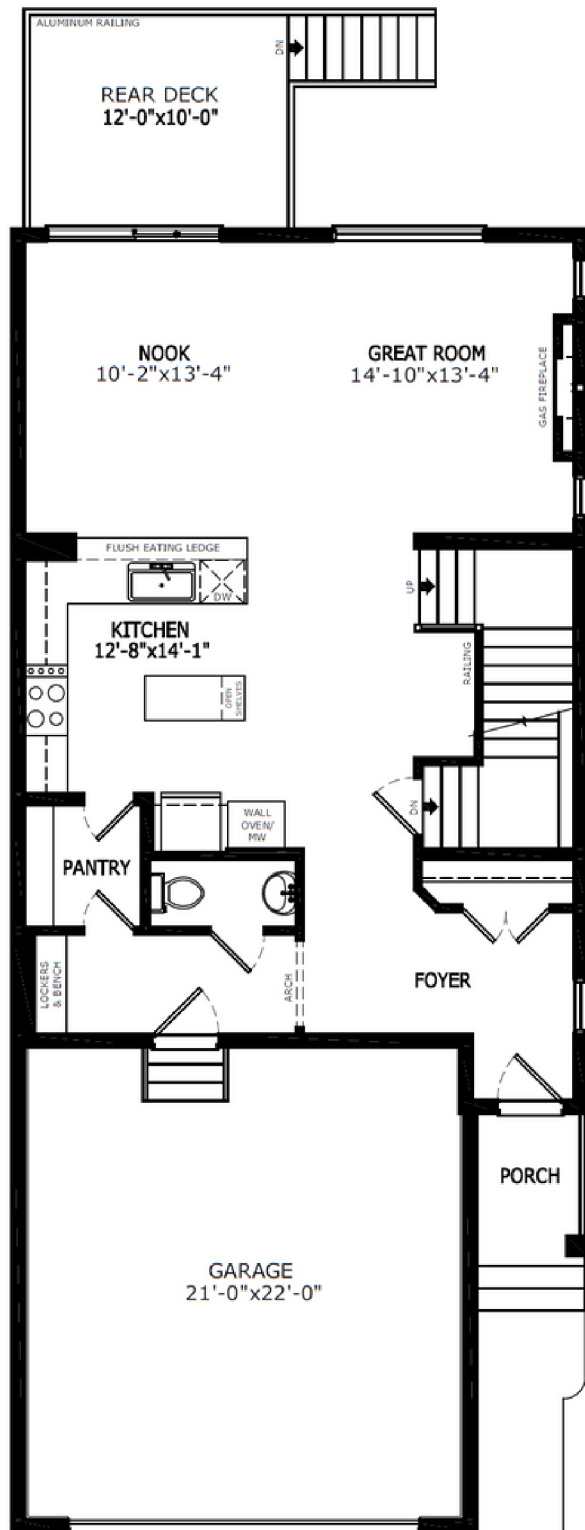 ALUMINUM RAILING
DN
REAR DECK
12'-0"x10'-0"
NOOK
10'-2"x13'-4"
GREAT ROOM
14'-10"x13'-4"
GAS FIREPLACE
FLUSH EATING LEDGE
DW
UP
KITCHEN
12'-8"x14'-1"
RAILING
OPEN
SHELVES
WALL
OVEN/
MW
DN
PANTRY
LOCKERS
& BENCH
ARCH
FOYER
PORCH
GARAGE
21'-0"x22'-0"